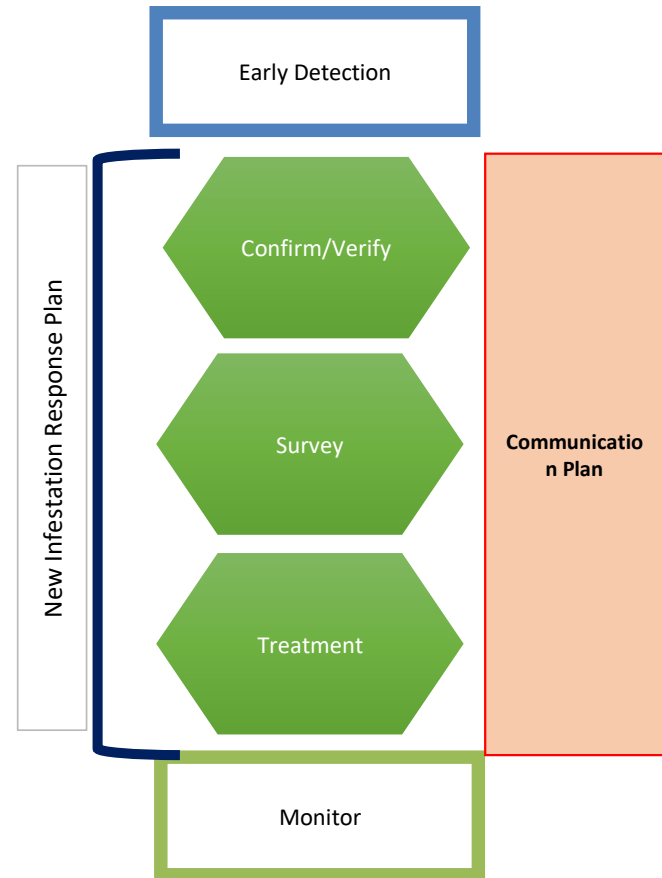 Early Detection
New Infestation Response Plan
Confirm/Verify
Survey
Communicatio
n Plan
Treatment
Monitor